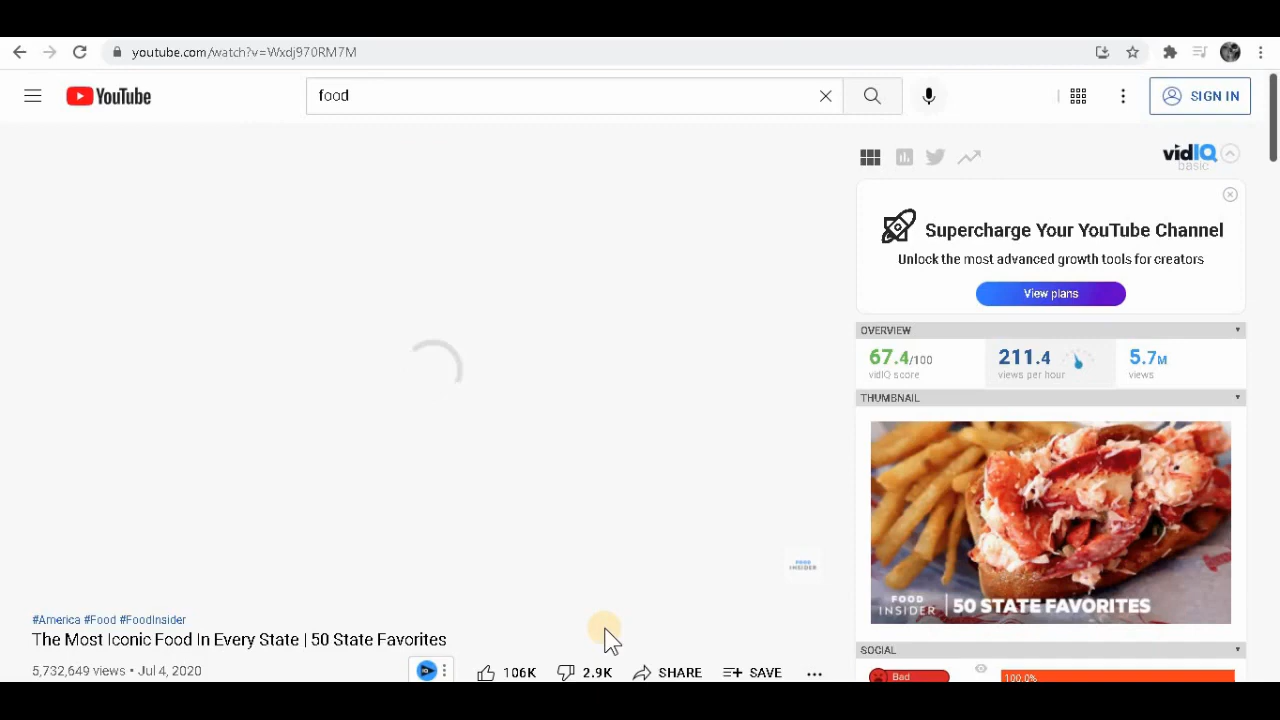 youtube.com/watch?v=Wxdj970RM7M
YouTube
food
SIGN IN
vidIQ
basic
Supercharge Your YouTube Channel
Unlock the most advanced growth tools for creators
View plans
OVERVIEW
67.4/100
vidIQ score
211.4
views per hour
5.7M
views
THUMBNAIL
FOOD
INSIDER
50 STATE FAVORITES
FOOD
INSIDER
#America #Food #FoodInsider
The Most Iconic Food In Every State | 50 State Favorites
5,732,649 views • Jul 4, 2020
106K
2.9K
SHARE
SAVE
SOCIAL
Bad
100.0%